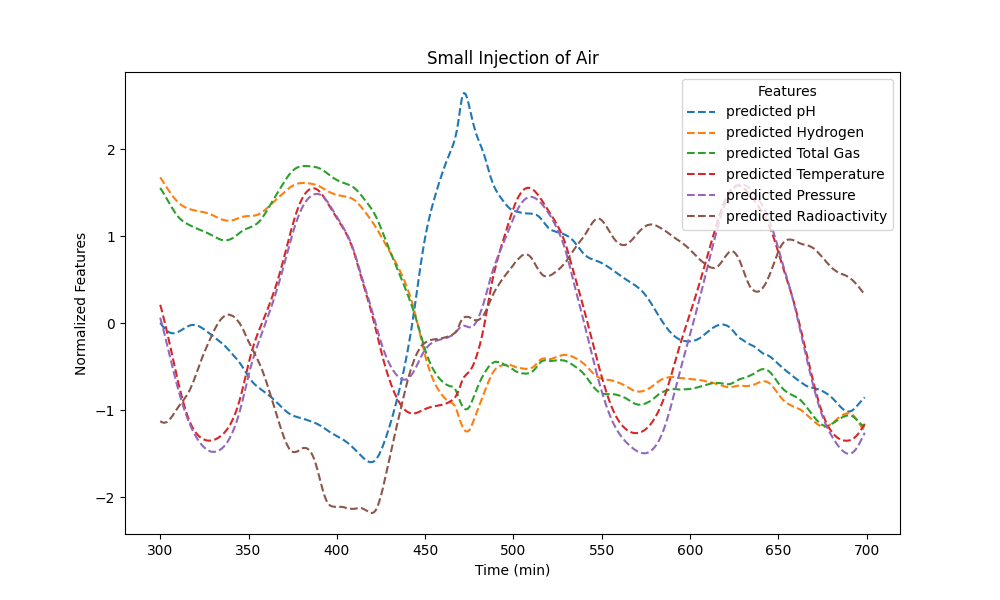 Small Injection of Air
Features
predicted pH
predicted Hydrogen
predicted Total Gas
predicted Temperature
predicted Pressure
predicted Radioactivity
Normalized Features
2
1
0
−1
−2
300
350
400
450
500
550
600
650
700
Time (min)